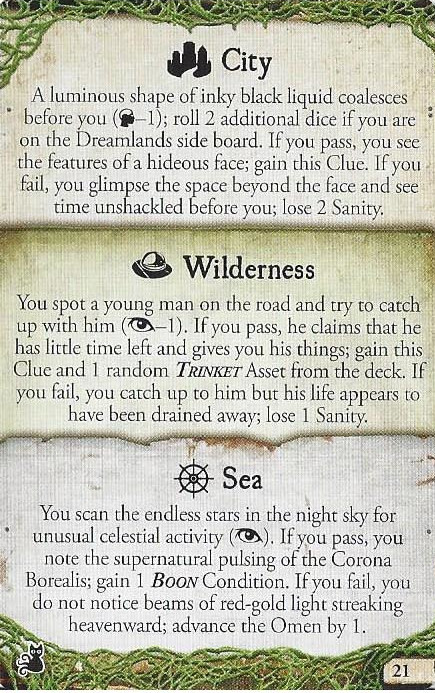 City
A luminous shape of inky black liquid coalesces
before you (–1); roll 2 additional dice if you are
on the Dreamlands side board. If you pass, you see
the features of a hideous face; gain this Clue. If you
fail, you glimpse the space beyond the face and see
time unshackled before you; lose 2 Sanity.
Wilderness
You spot a young man on the road and try to catch
up with him (–1). If you pass, he claims that he
has little time left and gives you his things; gain this
Clue and 1 random TRINKET Asset from the deck. If
you fail, you catch up to him but his life appears to
have been drained away; lose 1 Sanity.
Sea
You scan the endless stars in the night sky for
unusual celestial activity (). If you pass, you
note the supernatural pulsing of the Corona
Borealis; gain 1 BOON Condition. If you fail, you
do not notice beams of red-gold light streaking
heavenward; advance the Omen by 1.
21